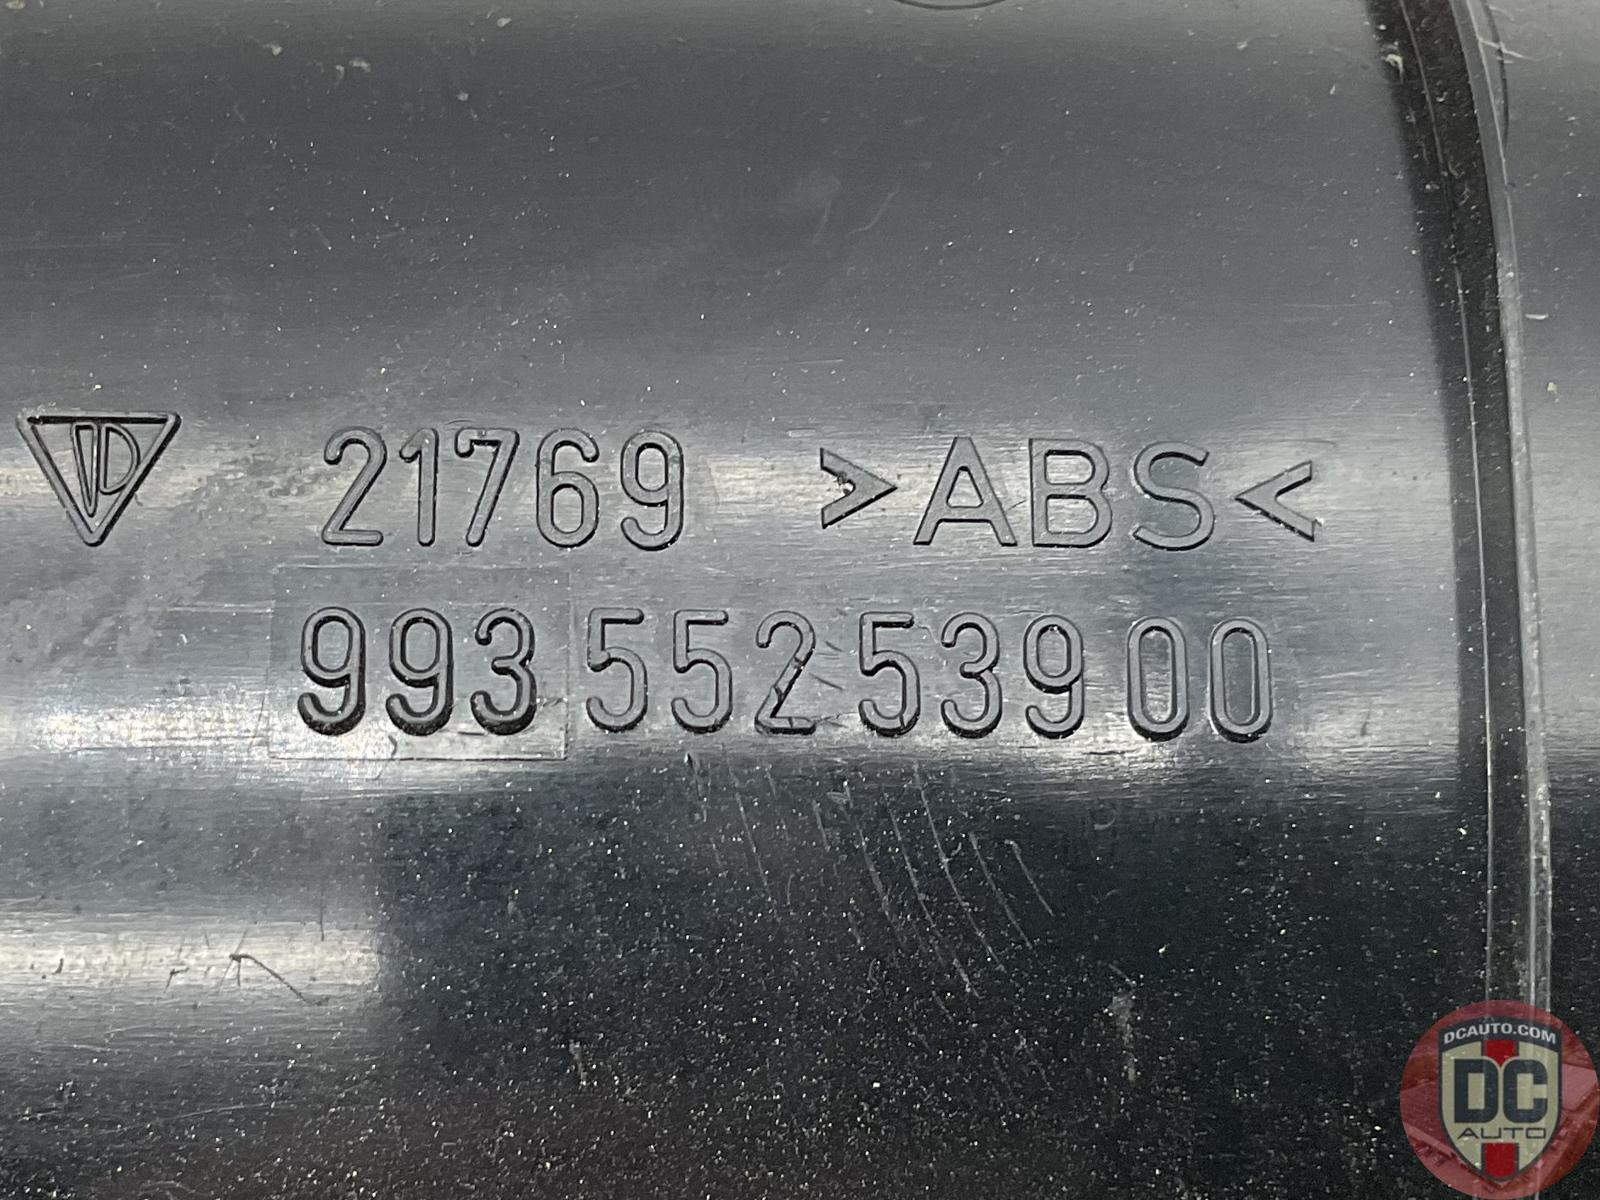 21769 >ABS<
993 552 539 00
DCAUTO.COM
DC
AUTO